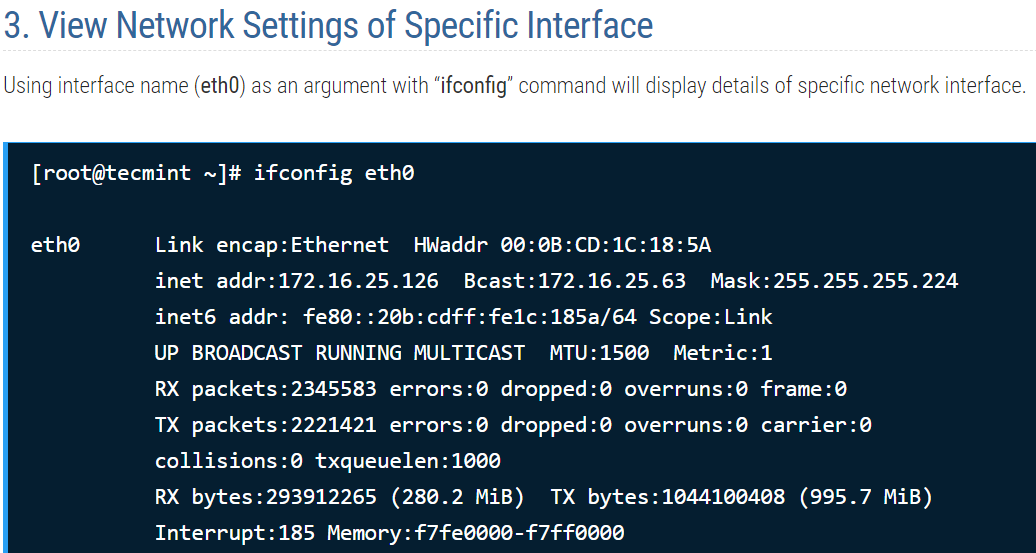 3. View Network Settings of Specific Interface
Using interface name (eth0) as an argument with “ifconfig” command will display details of specific network interface.
[root@tecmint ~]# ifconfig eth0
eth0      Link encap:Ethernet  HWaddr 00:0B:CD:1C:18:5A
          inet addr:172.16.25.126  Bcast:172.16.25.63  Mask:255.255.255.224
          inet6 addr: fe80::20b:cdff:fe1c:185a/64 Scope:Link
          UP BROADCAST RUNNING MULTICAST  MTU:1500  Metric:1
          RX packets:2345583 errors:0 dropped:0 overruns:0 frame:0
          TX packets:2221421 errors:0 dropped:0 overruns:0 carrier:0
          collisions:0 txqueuelen:1000
          RX bytes:293912265 (280.2 MiB)  TX bytes:1044100408 (995.7 MiB)
          Interrupt:185 Memory:f7fe0000-f7ff0000